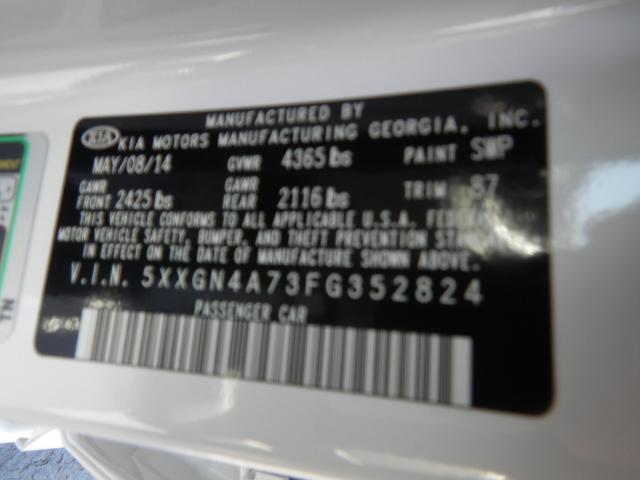 MANUFACTURED BY
KIA KIA MOTORS MANUFACTURING GEORGIA, INC.
MAY/08/14 GVWR 4365 lbs PAINT SWP
GAWR FRONT 2425 lbs GAWR REAR 2116 lbs TRIM 87
THIS VEHICLE CONFORMS TO ALL APPLICABLE U.S.A. FEDERAL
MOTOR VEHICLE SAFETY, BUMPER, AND THEFT PREVENTION
IN EFFECT ON THE DATE OF MANUFACTURE SHOWN ABOVE.
V.I.N. 5XXGN4A73FG352824
PASSENGER CAR